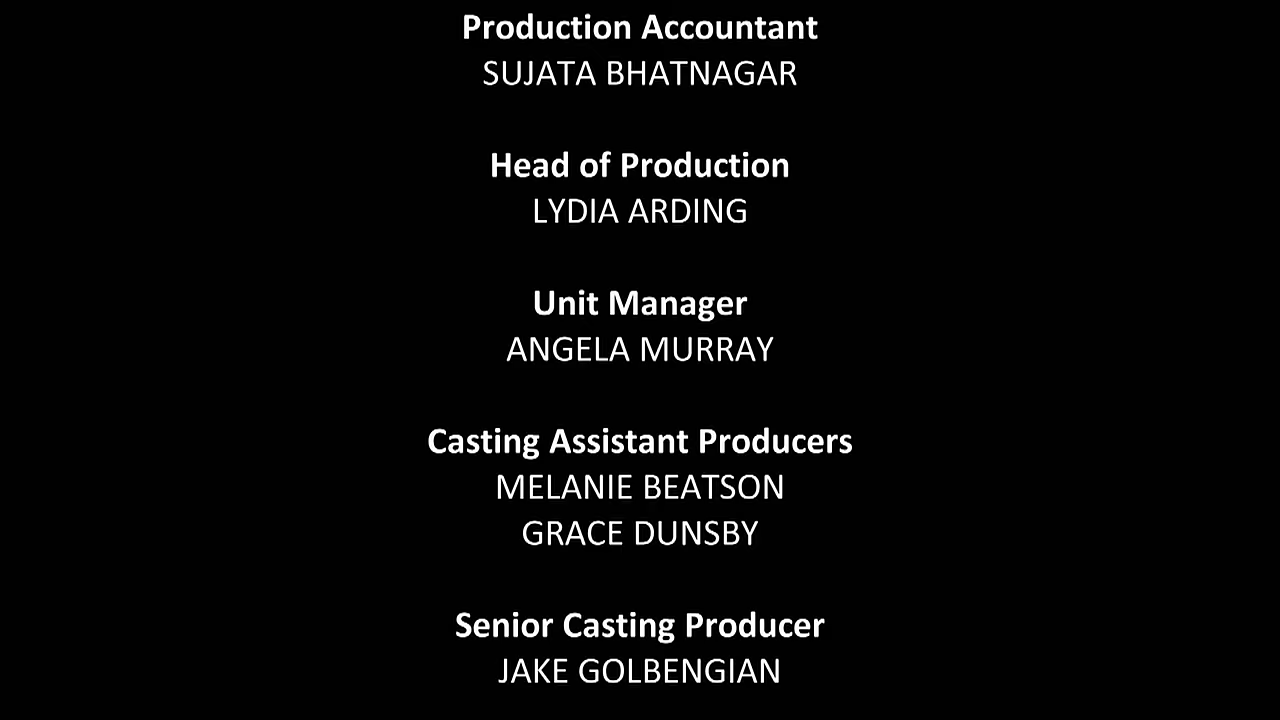 Production Accountant
SUJATA BHATNAGAR
Head of Production
LYDIA ARDING
Unit Manager
ANGELA MURRAY
Casting Assistant Producers
MELANIE BEATSON
GRACE DUNSBY
Senior Casting Producer
JAKE GOLBENGIAN